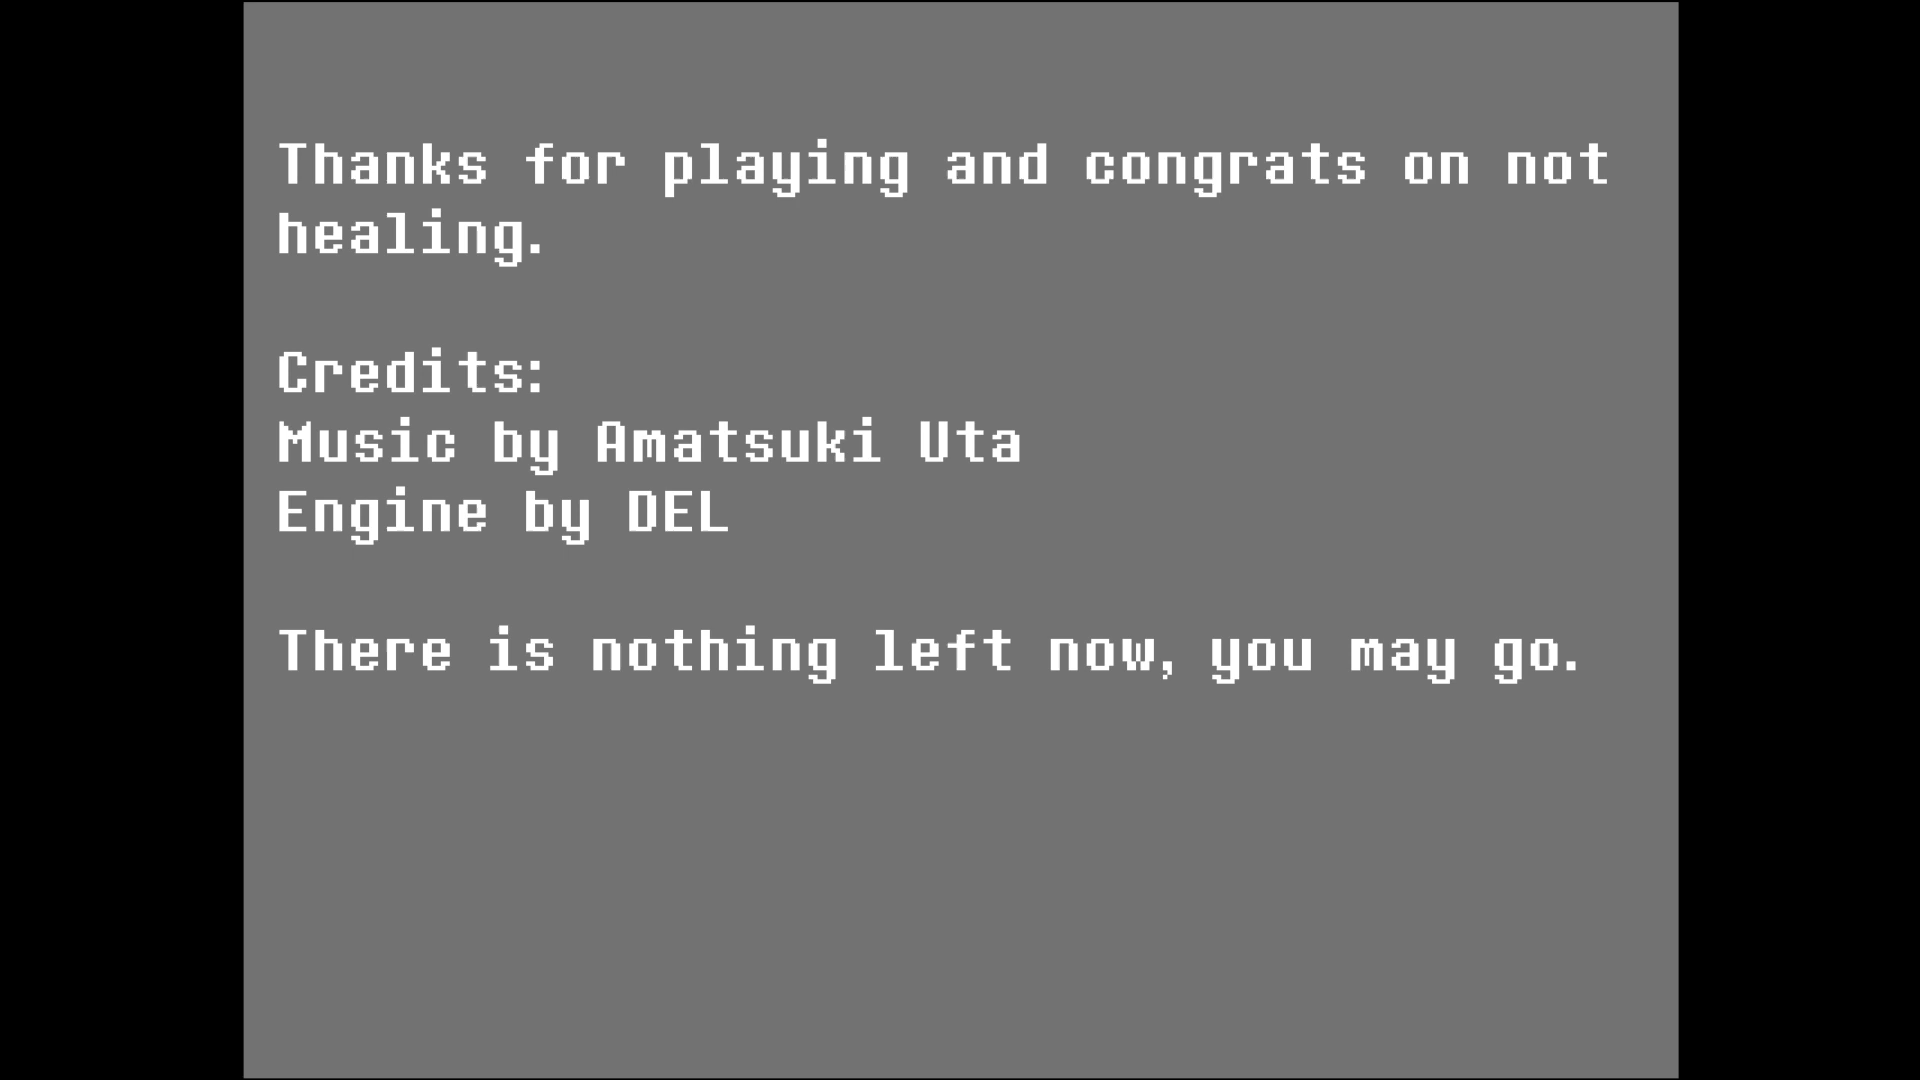 Thanks for playing and congrats on not
healing.
Credits:
Music by Amatsuki Uta
Engine by DEL
There is nothing left now, you may go.